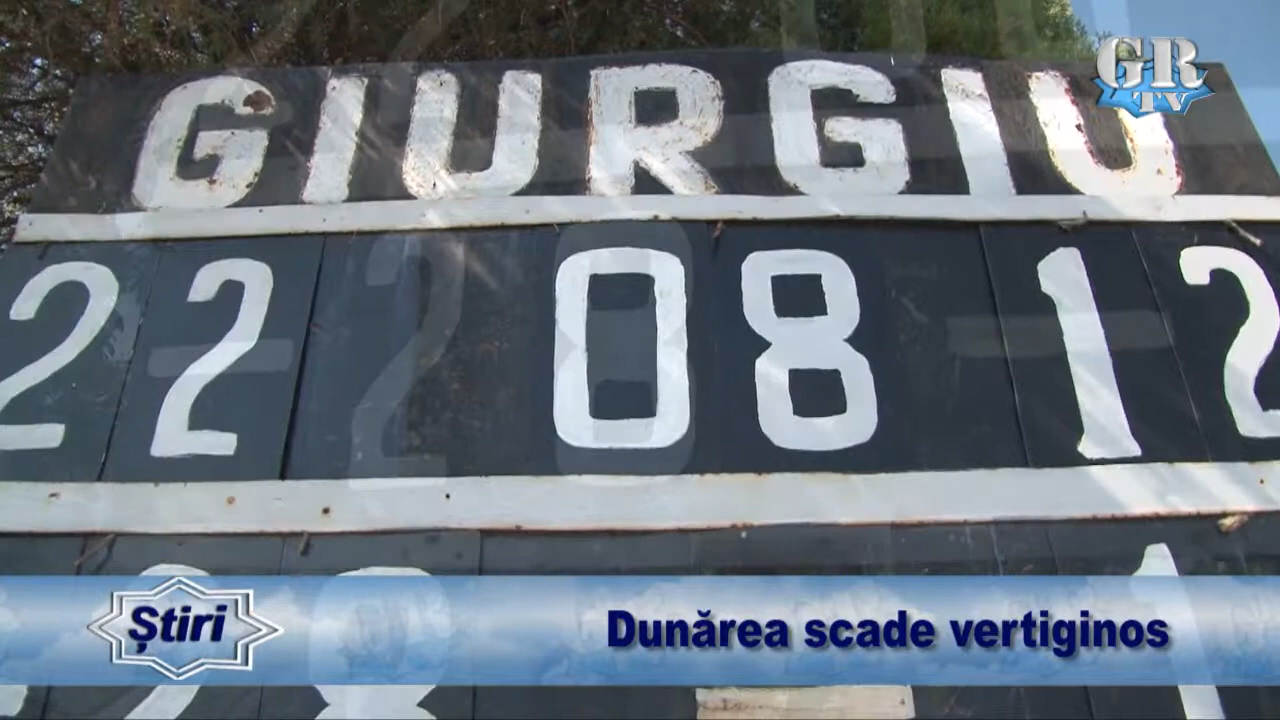 GIURGIU
GR
TV
22 08 12
Știri
Dunărea scade vertiginos